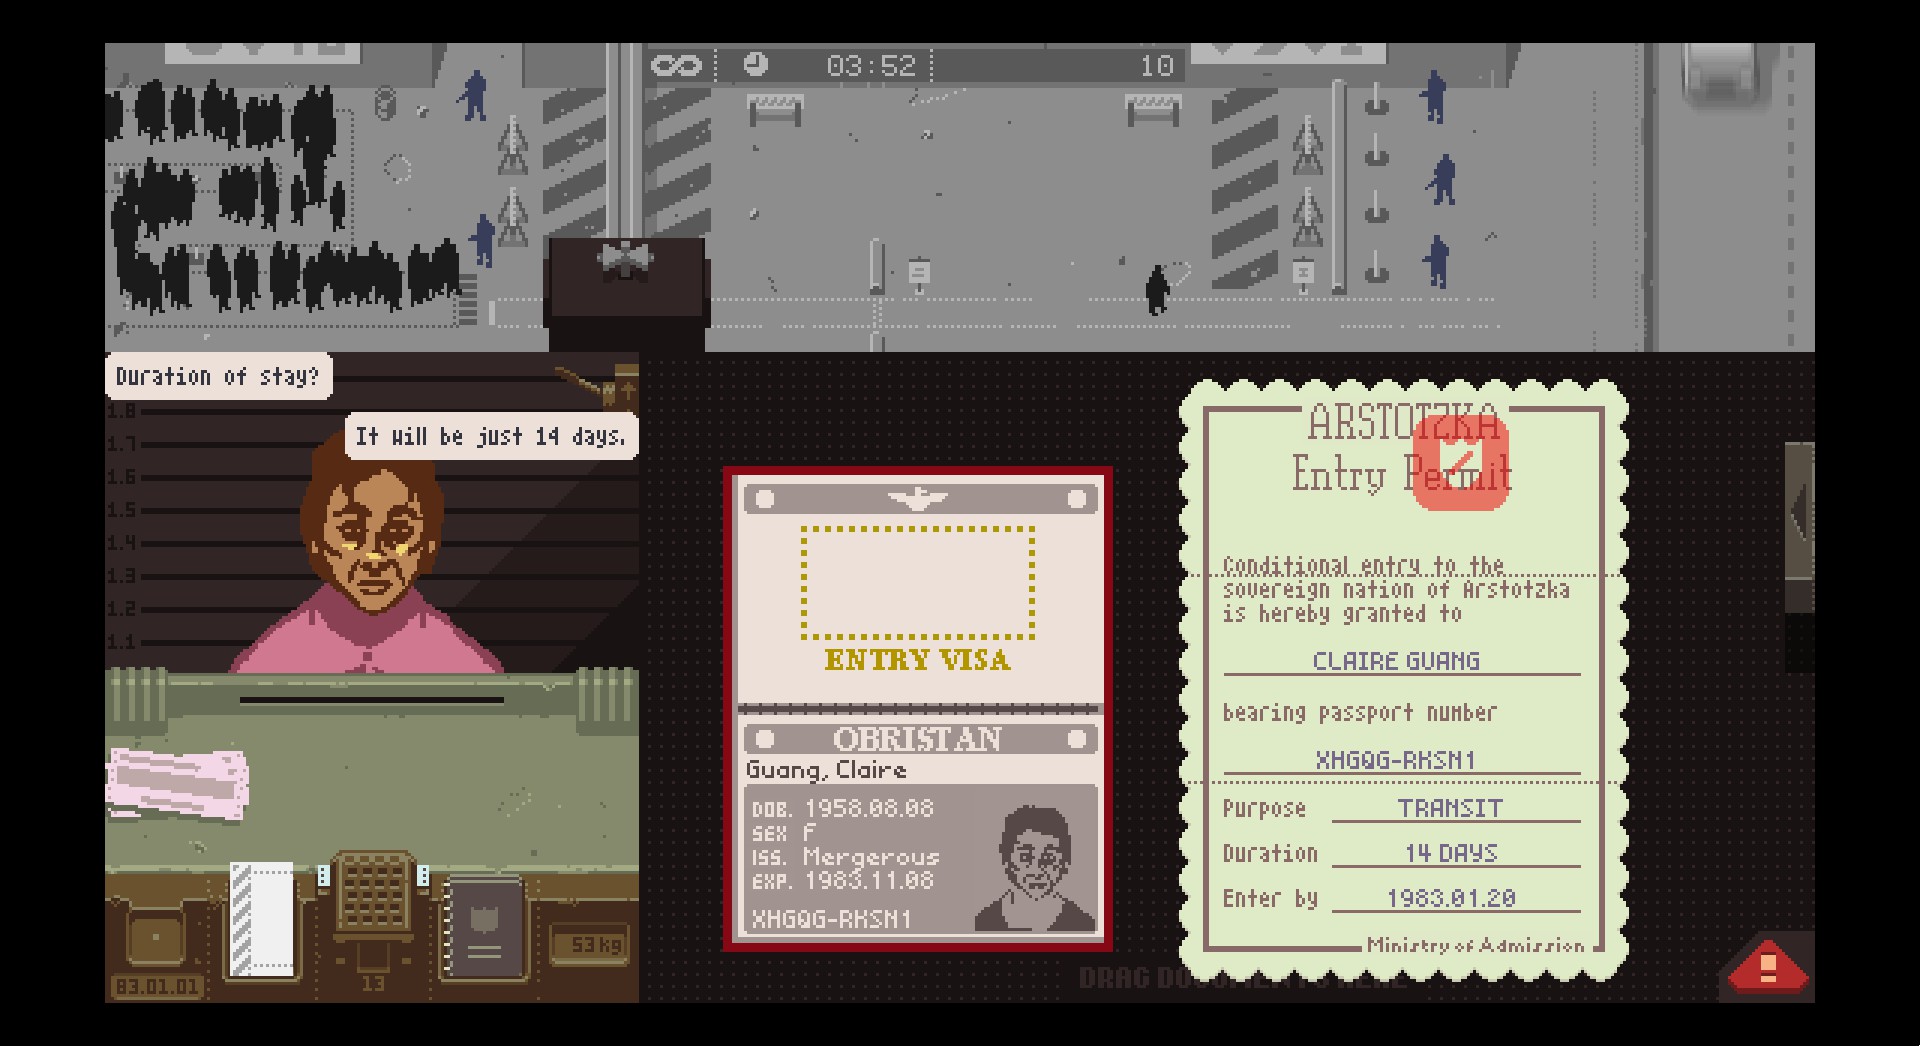 03:52
10
Duration of stay?
It will be just 14 days.
1.8
1.7
1.6
1.5
1.4
1.3
1.2
1.1
53kg
83.01.01
13
ENTRY VISA
OBRISTAN
Guang, Claire
DOB. 1958.08.08
SEX F
ISS. Mergerous
EXP. 1983.11.08
XHGQG-RKSN1
ARSTOTZKA
Entry Permit
Conditional entry to the
sovereign nation of Arstotzka
is hereby granted to
CLAIRE GUANG
bearing passport number
XHGQG-RKSN1
Purpose TRANSIT
Duration 14 DAYS
Enter by 1983.01.20
Ministry of Admission
DRAG DOCUMENTS HERE